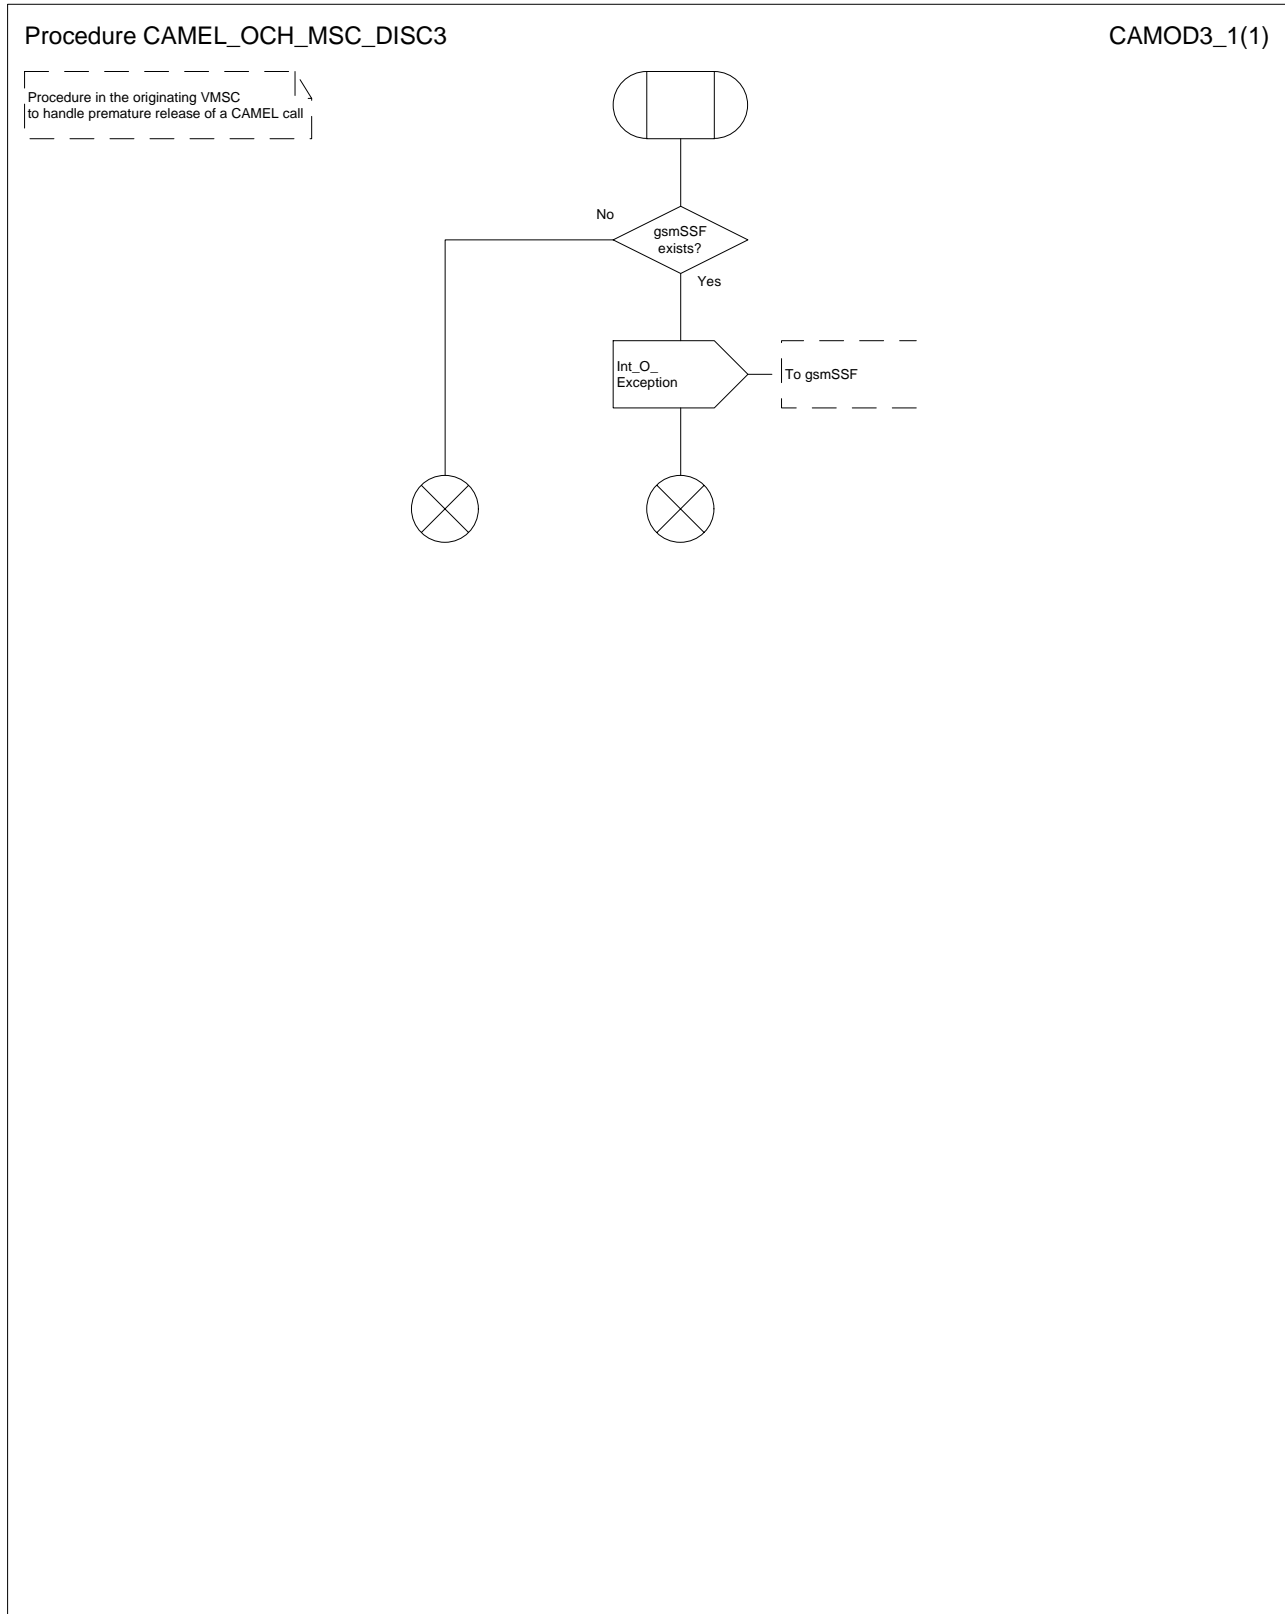 Procedure CAMEL_OCH_MSC_DISC3
CAMOD3_1(1)
Procedure in the originating VMSC
to handle premature release of a CAMEL call
No
gsmSSF
exists?
Yes
Int_O_
Exception
To gsmSSF